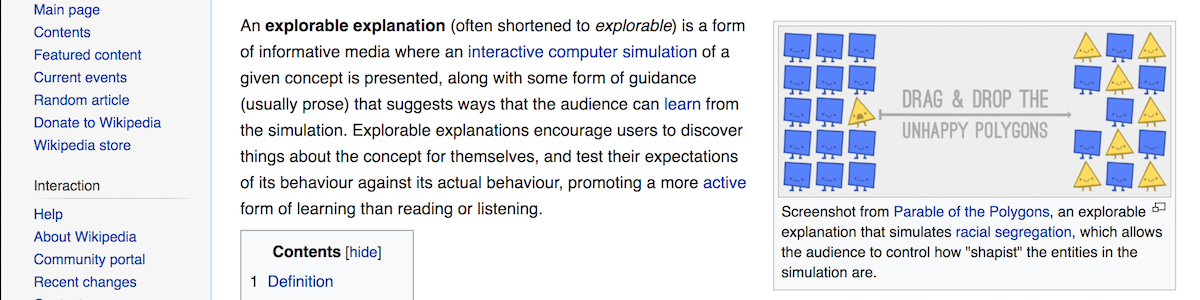 Main page
Contents
Featured content
Current events
Random article
Donate to Wikipedia
Wikipedia store
Interaction
Help
About Wikipedia
Community portal
Recent changes
An explorable explanation (often shortened to explorable) is a form
of informative media where an interactive computer simulation of a
given concept is presented, along with some form of guidance
(usually prose) that suggests ways that the audience can learn from
the simulation. Explorable explanations encourage users to discover
things about the concept for themselves, and test their expectations
of its behaviour against its actual behaviour, promoting a more active
form of learning than reading or listening.
Contents [hide]
1 Definition
DRAG & DROP THE
UNHAPPY POLYGONS
Screenshot from Parable of the Polygons, an explorable
explanation that simulates racial segregation, which allows
the audience to control how "shapist" the entities in the
simulation are.